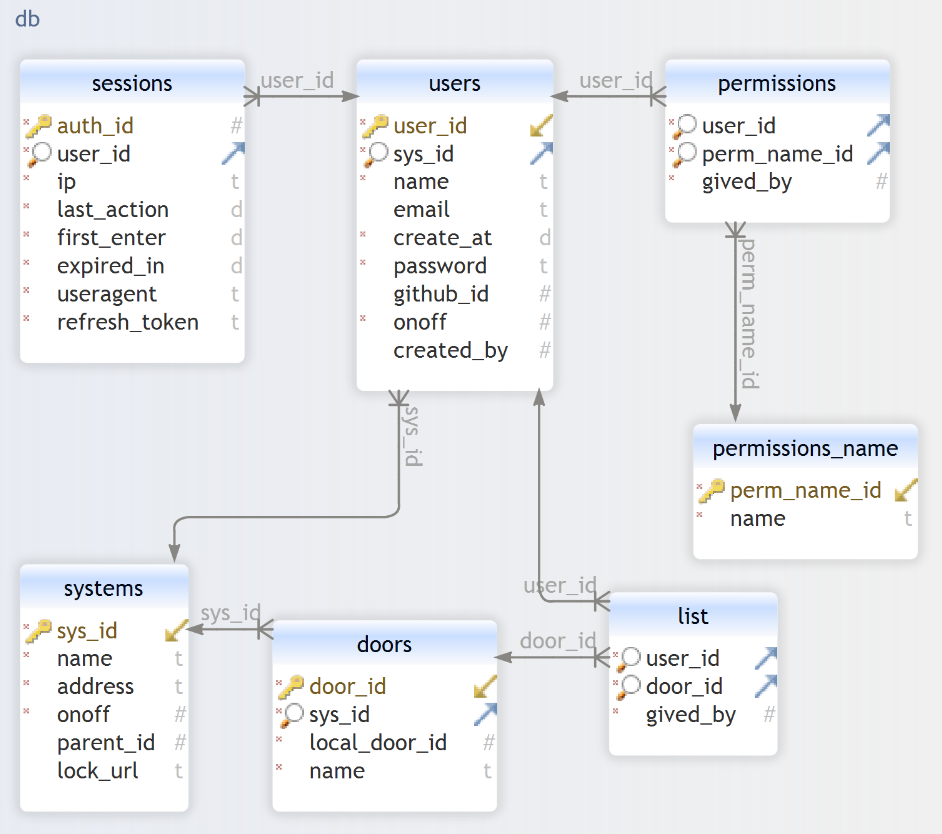 db
sessions
auth_id #
user_id
ip t
last_action d
first_enter d
expired_in d
useragent t
refresh_token t
user_id
users
user_id
sys_id
name t
email t
create_at d
password t
github_id #
onoff #
created_by #
user_id
permissions
user_id
perm_name_id
gived_by #
perm_name_id
permissions_name
perm_name_id
name t
sys_id
systems
sys_id
name t
address t
onoff #
parent_id #
lock_url t
sys_id
doors
door_id
sys_id
local_door_id #
name t
user_id
door_id
list
user_id
door_id
gived_by #